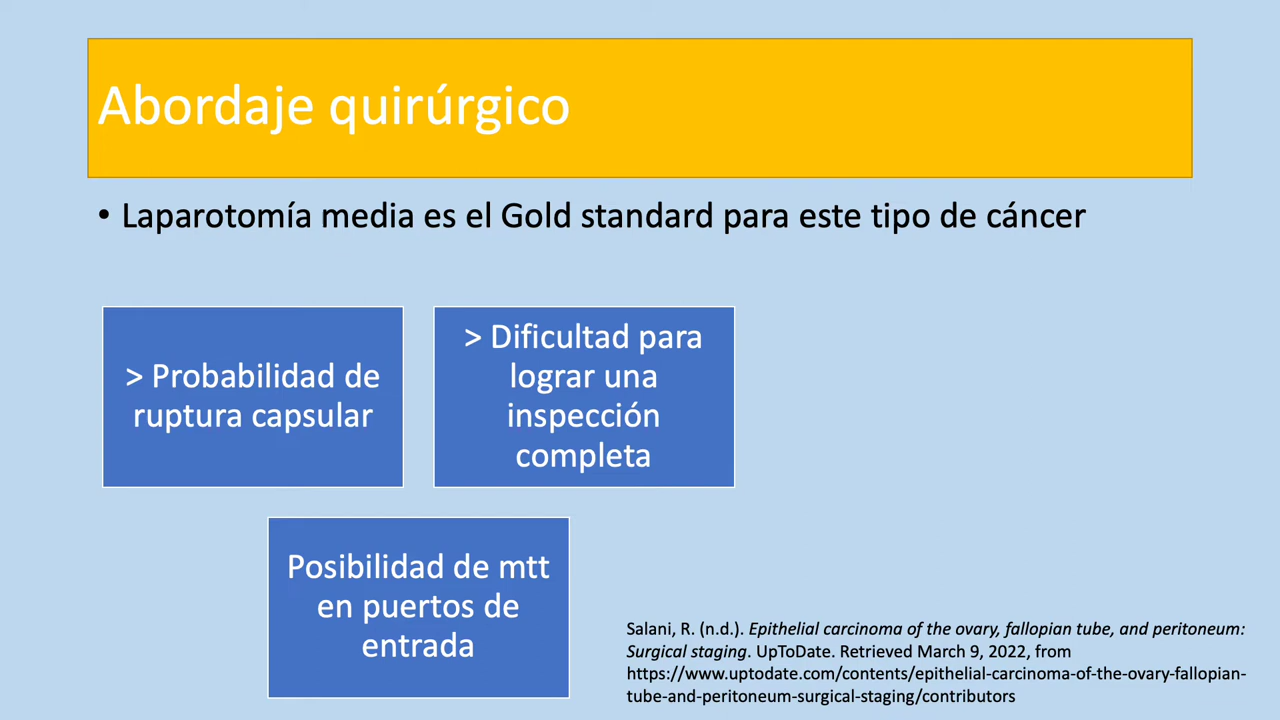 Abordaje quirúrgico
• Laparotomía media es el Gold standard para este tipo de cáncer
> Probabilidad de
ruptura capsular
> Dificultad para
lograr una
inspección
completa
Posibilidad de mtt
en puertos de
entrada
Salani, R. (n.d.). Epithelial carcinoma of the ovary, fallopian tube, and peritoneum:
Surgical staging. UpToDate. Retrieved March 9, 2022, from
https://www.uptodate.com/contents/epithelial-carcinoma-of-the-ovary-fallopian-
tube-and-peritoneum-surgical-staging/contributors